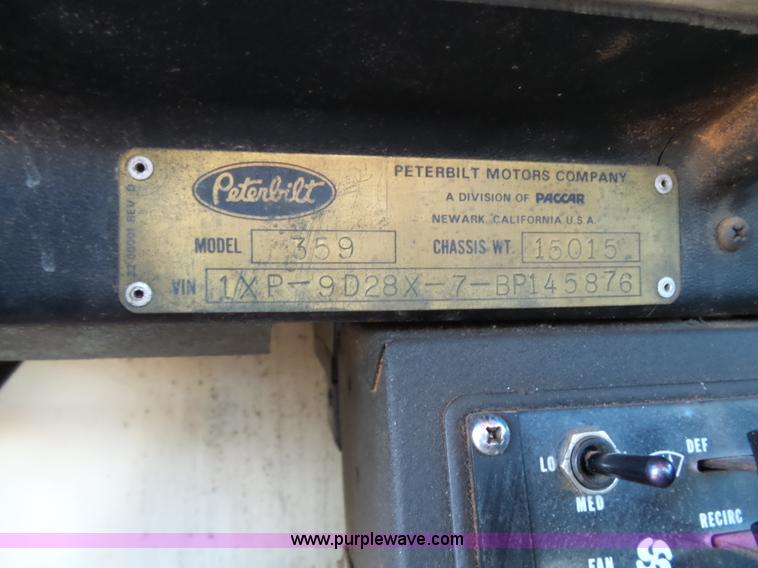 Peterbilt
PETERBILT MOTORS COMPANY
A DIVISION OF PACCAR
NEWARK, CALIFORNIA U.S.A.
MODEL 359 CHASSIS WT. 15015
VIN 1XP-9D28X-7-BP145876
LO
MED
DEF
RECIRC
FAN
www.purplewave.com